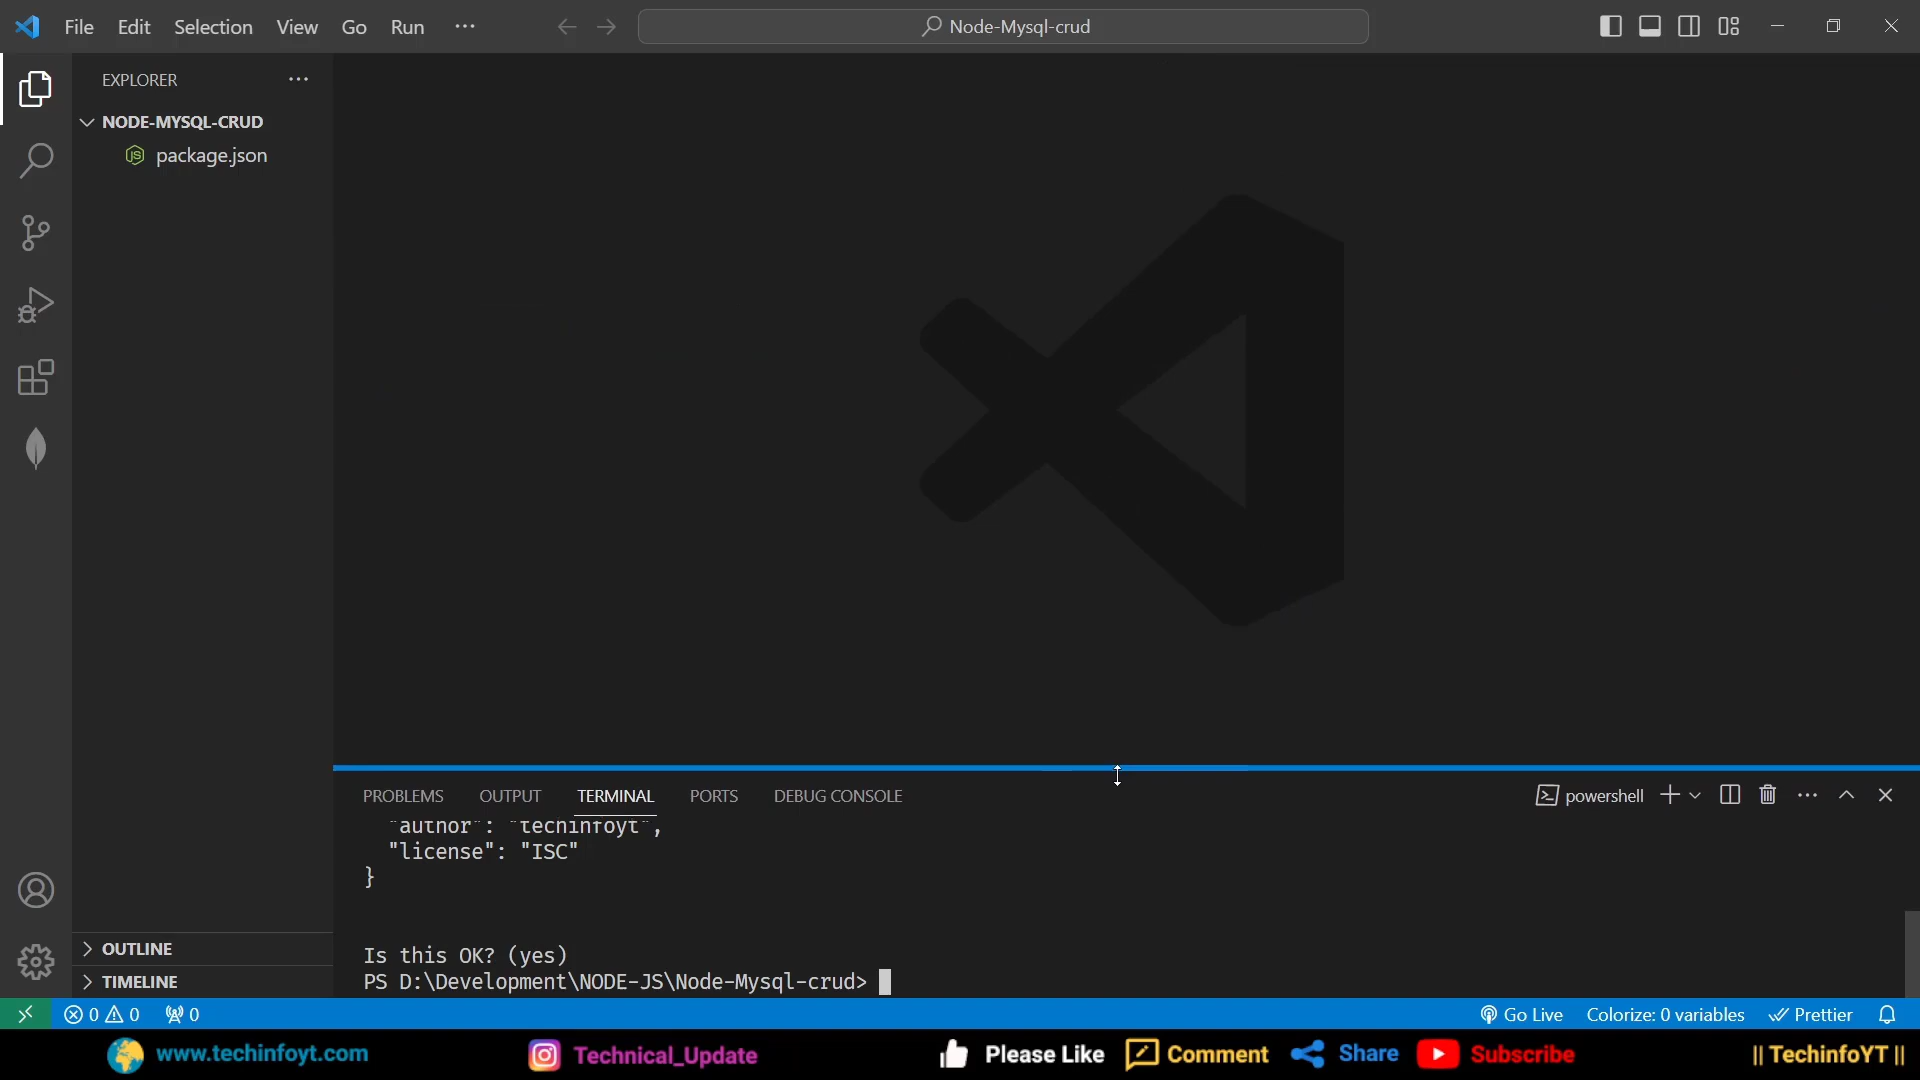 File Edit Selection View Go Run ···
Node-Mysql-crud
EXPLORER ···
NODE-MYSQL-CRUD
package.json
PROBLEMS OUTPUT TERMINAL PORTS DEBUG CONSOLE
powershell
"author": "techinfoyt",
"license": "ISC"
}
Is this OK? (yes)
PS D:\Development\NODE-JS\Node-Mysql-crud>
OUTLINE
TIMELINE
0 0 0
Go Live Colorize: 0 variables Prettier
www.techinfoyt.com Technical_Update Please Like Comment Share Subscribe || TechinfoYT ||